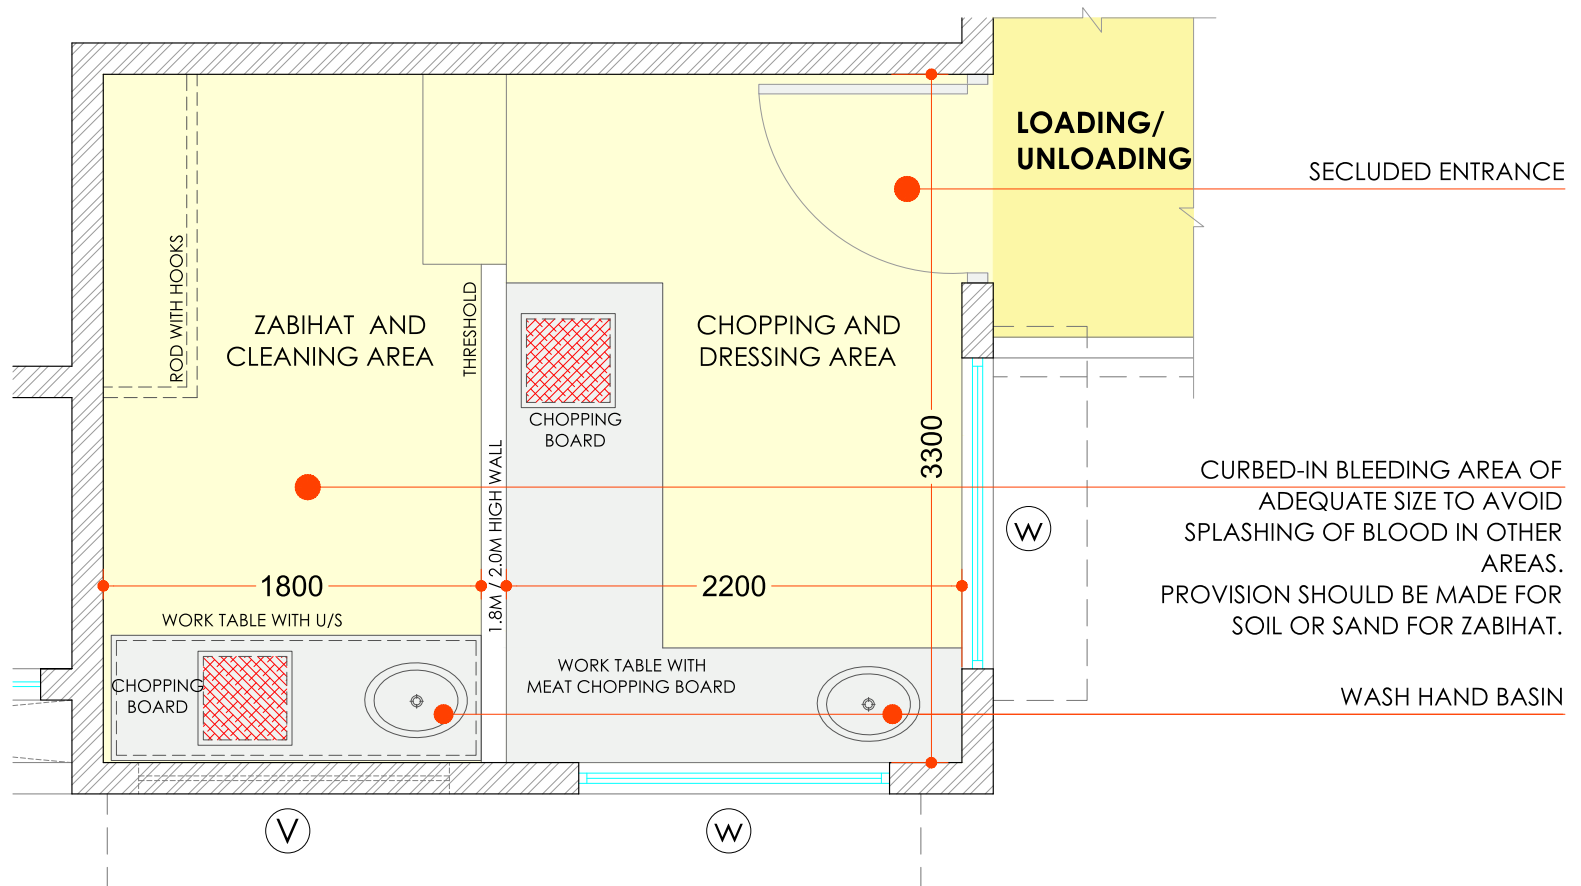 LOADING/
UNLOADING
SECLUDED ENTRANCE
ROD WITH HOOKS
ZABIHAT AND
CLEANING AREA
THRESHOLD
CHOPPING AND
DRESSING AREA
CHOPPING
BOARD
3300
1.8M / 2.0M HIGH WALL
CURBED-IN BLEEDING AREA OF
ADEQUATE SIZE TO AVOID
SPLASHING OF BLOOD IN OTHER
AREAS.
PROVISION SHOULD BE MADE FOR
SOIL OR SAND FOR ZABIHAT.
W
1800
2200
WORK TABLE WITH U/S
CHOPPING
BOARD
WORK TABLE WITH
MEAT CHOPPING BOARD
WASH HAND BASIN
V
W